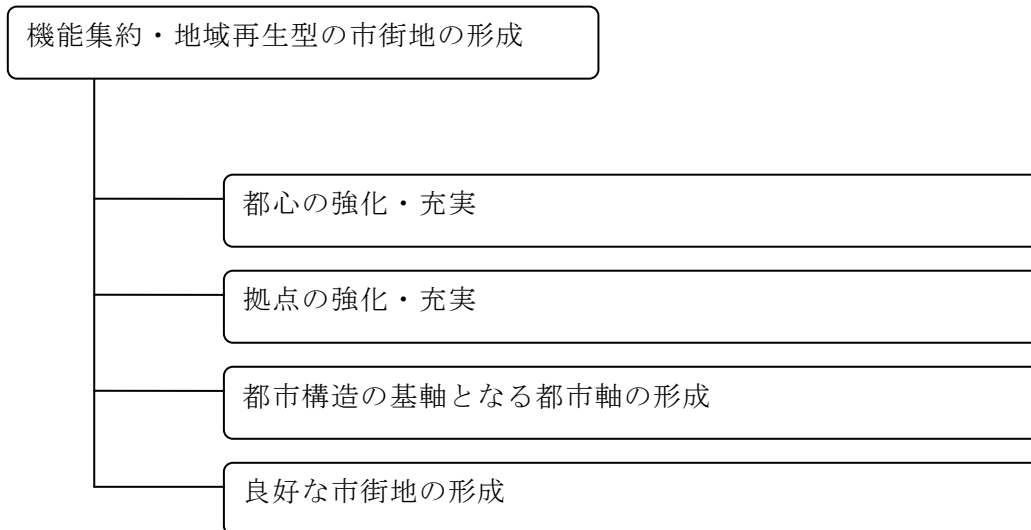 機能集約・地域再生型の市街地の形成
都心の強化・充実
拠点の強化・充実
都市構造の基軸となる都市軸の形成
良好な市街地の形成